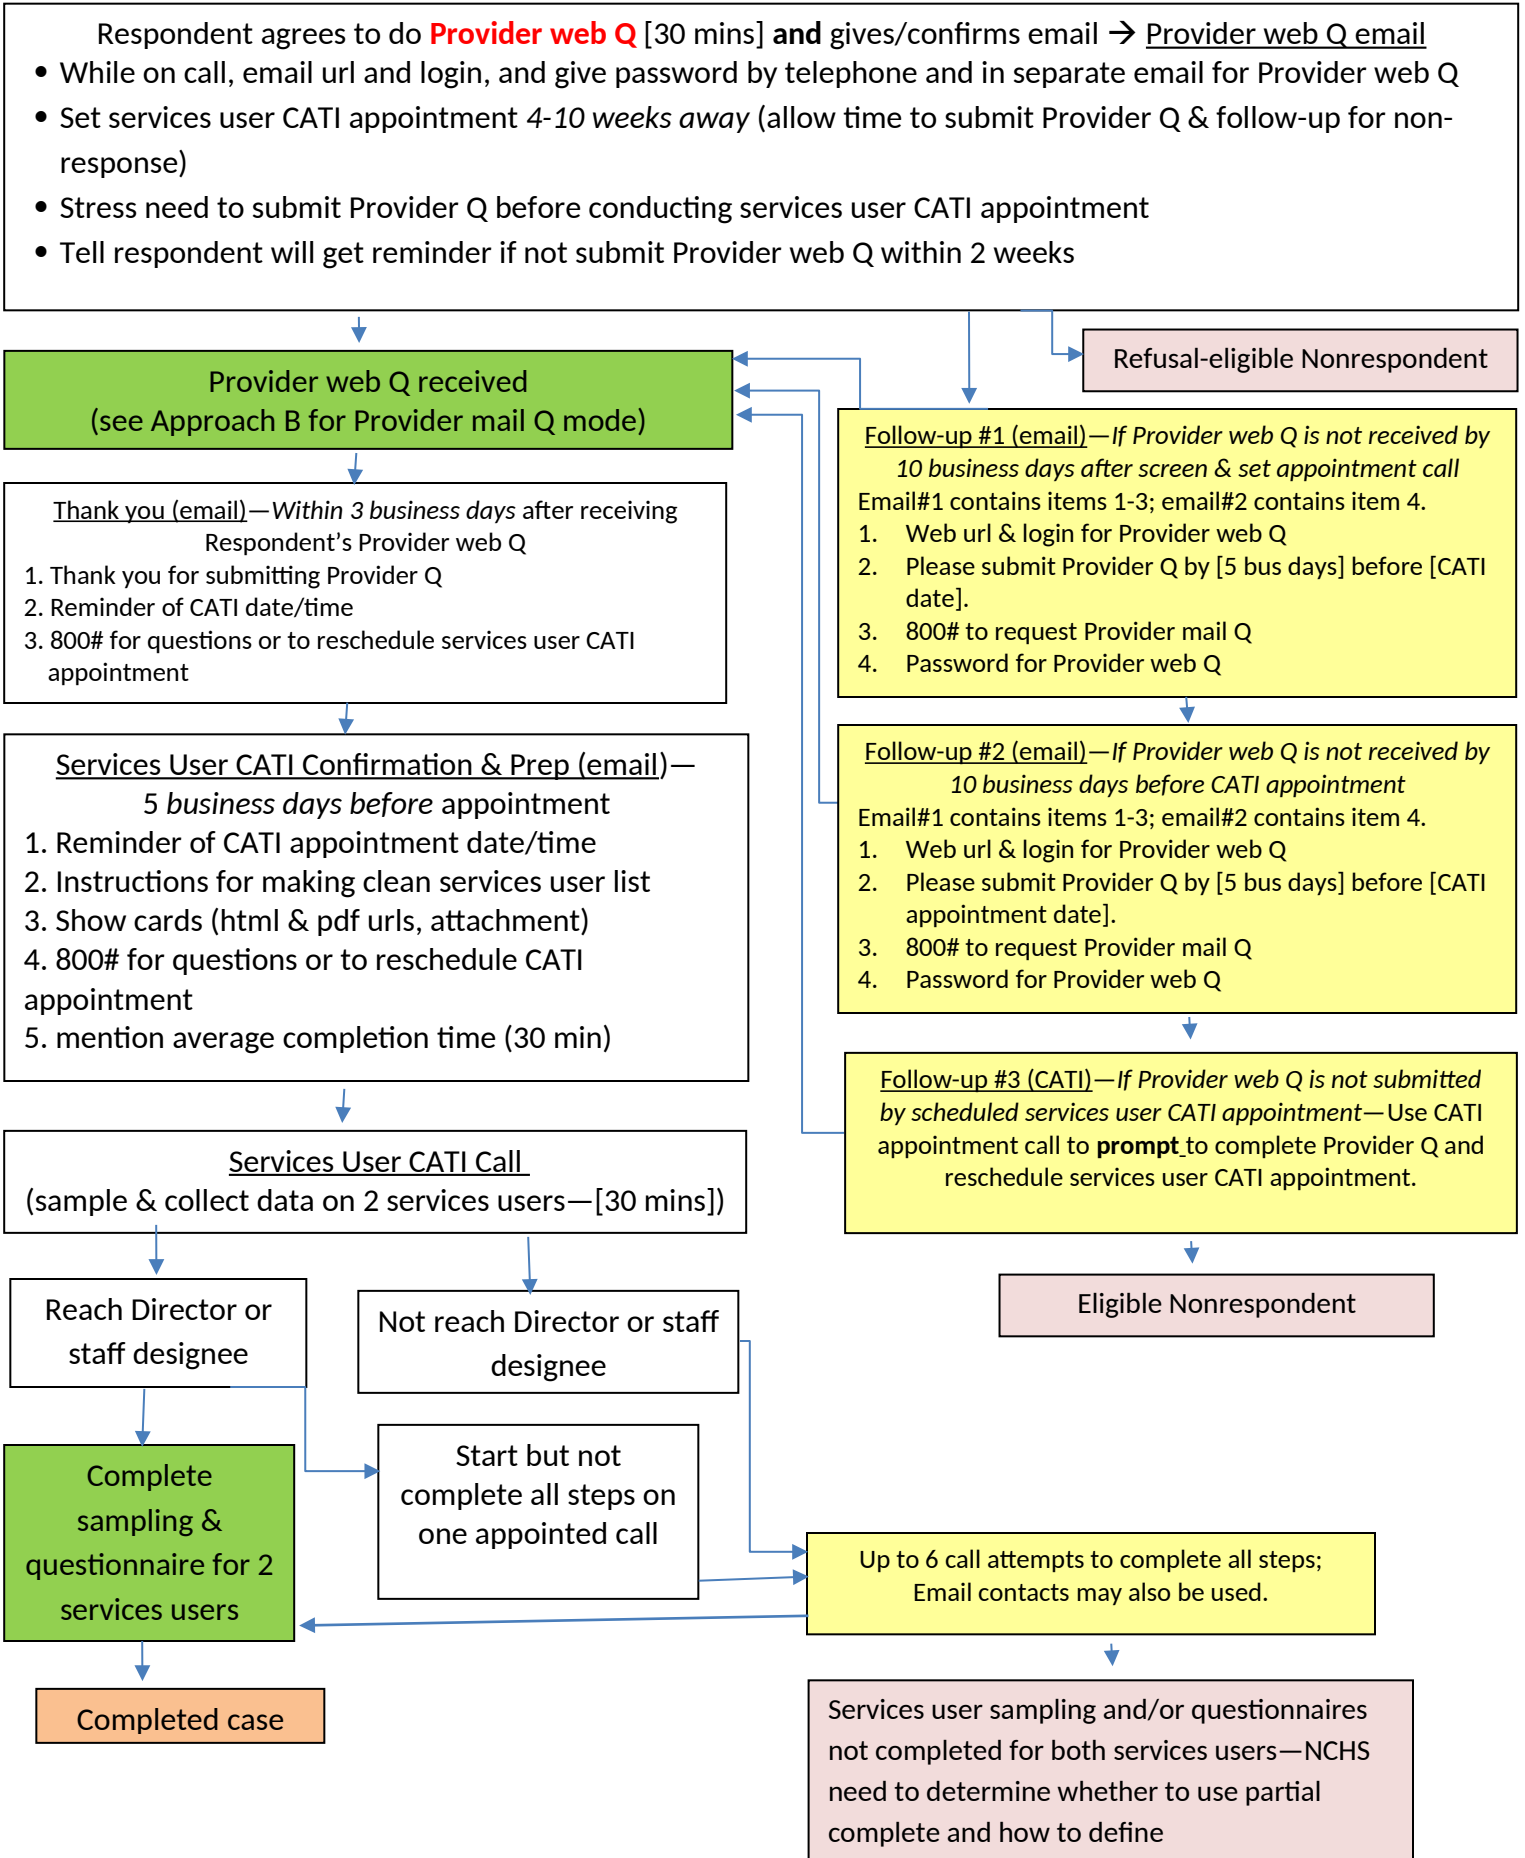 Respondent agrees to do Provider web Q [30 mins] and gives/confirms email → Provider web Q email
• While on call, email url and login, and give password by telephone and in separate email for Provider web Q
• Set services user CATI appointment 4-10 weeks away (allow time to submit Provider Q & follow-up for non-
response)
• Stress need to submit Provider Q before conducting services user CATI appointment
• Tell respondent will get reminder if not submit Provider web Q within 2 weeks
Refusal-eligible Nonrespondent
Provider web Q received
(see Approach B for Provider mail Q mode)
Thank you (email)—Within 3 business days after receiving
Respondent’s Provider web Q
1. Thank you for submitting Provider Q
2. Reminder of CATI date/time
3. 800# for questions or to reschedule services user CATI
appointment
Follow-up #1 (email)—If Provider web Q is not received by
10 business days after screen & set appointment call
Email#1 contains items 1-3; email#2 contains item 4.
1. Web url & login for Provider web Q
2. Please submit Provider Q by [5 bus days] before [CATI
date].
3. 800# to request Provider mail Q
4. Password for Provider web Q
Services User CATI Confirmation & Prep (email)—
5 business days before appointment
1. Reminder of CATI appointment date/time
2. Instructions for making clean services user list
3. Show cards (html & pdf urls, attachment)
4. 800# for questions or to reschedule CATI
appointment
5. mention average completion time (30 min)
Follow-up #2 (email)—If Provider web Q is not received by
10 business days before CATI appointment
Email#1 contains items 1-3; email#2 contains item 4.
1. Web url & login for Provider web Q
2. Please submit Provider Q by [5 bus days] before [CATI
appointment date].
3. 800# to request Provider mail Q
4. Password for Provider web Q
Follow-up #3 (CATI)—If Provider web Q is not submitted
by scheduled services user CATI appointment—Use CATI
appointment call to prompt to complete Provider Q and
reschedule services user CATI appointment.
Services User CATI Call
(sample & collect data on 2 services users—[30 mins])
Eligible Nonrespondent
Reach Director or
staff designee
Not reach Director or staff
designee
Complete
sampling &
questionnaire for 2
services users
Start but not
complete all steps on
one appointed call
Up to 6 call attempts to complete all steps;
Email contacts may also be used.
Completed case
Services user sampling and/or questionnaires
not completed for both services users—NCHS
need to determine whether to use partial
complete and how to define